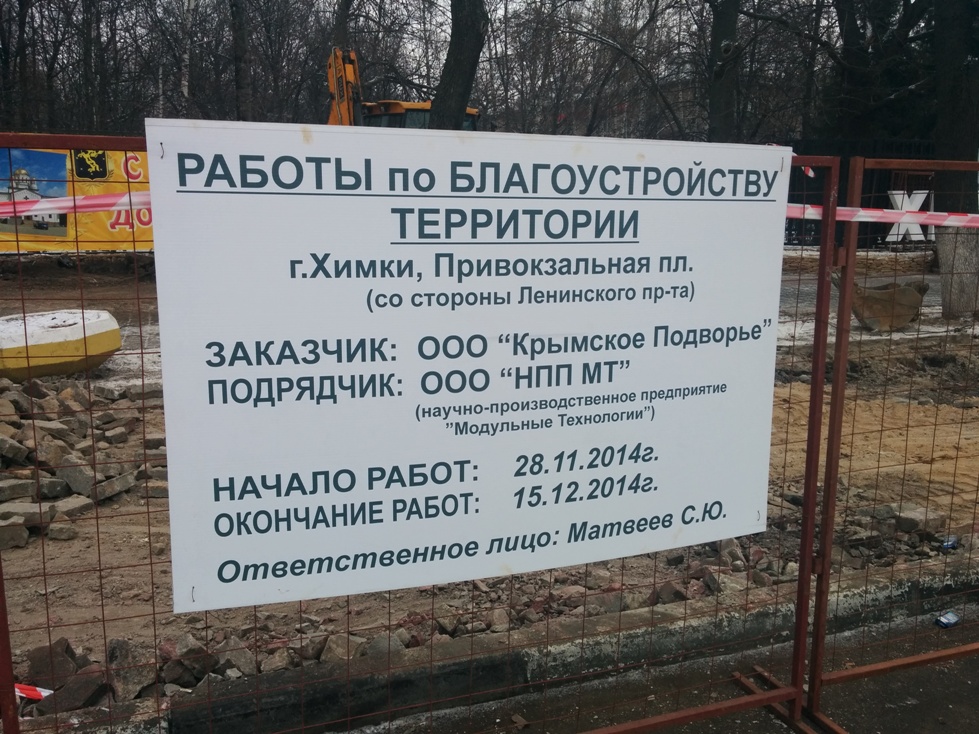 РАБОТЫ по БЛАГОУСТРОЙСТВУ
ТЕРРИТОРИИ
г.Химки, Привокзальная пл.
(со стороны Ленинского пр-та)
ЗАКАЗЧИК: ООО “Крымское Подворье”
ПОДРЯДЧИК: ООО “НПП МТ”
(научно-производственное предприятие
”Модульные Технологии”)
НАЧАЛО РАБОТ: 28.11.2014г.
ОКОНЧАНИЕ РАБОТ: 15.12.2014г.
Ответственное лицо: Матвеев С.Ю.
С
ДО
Х